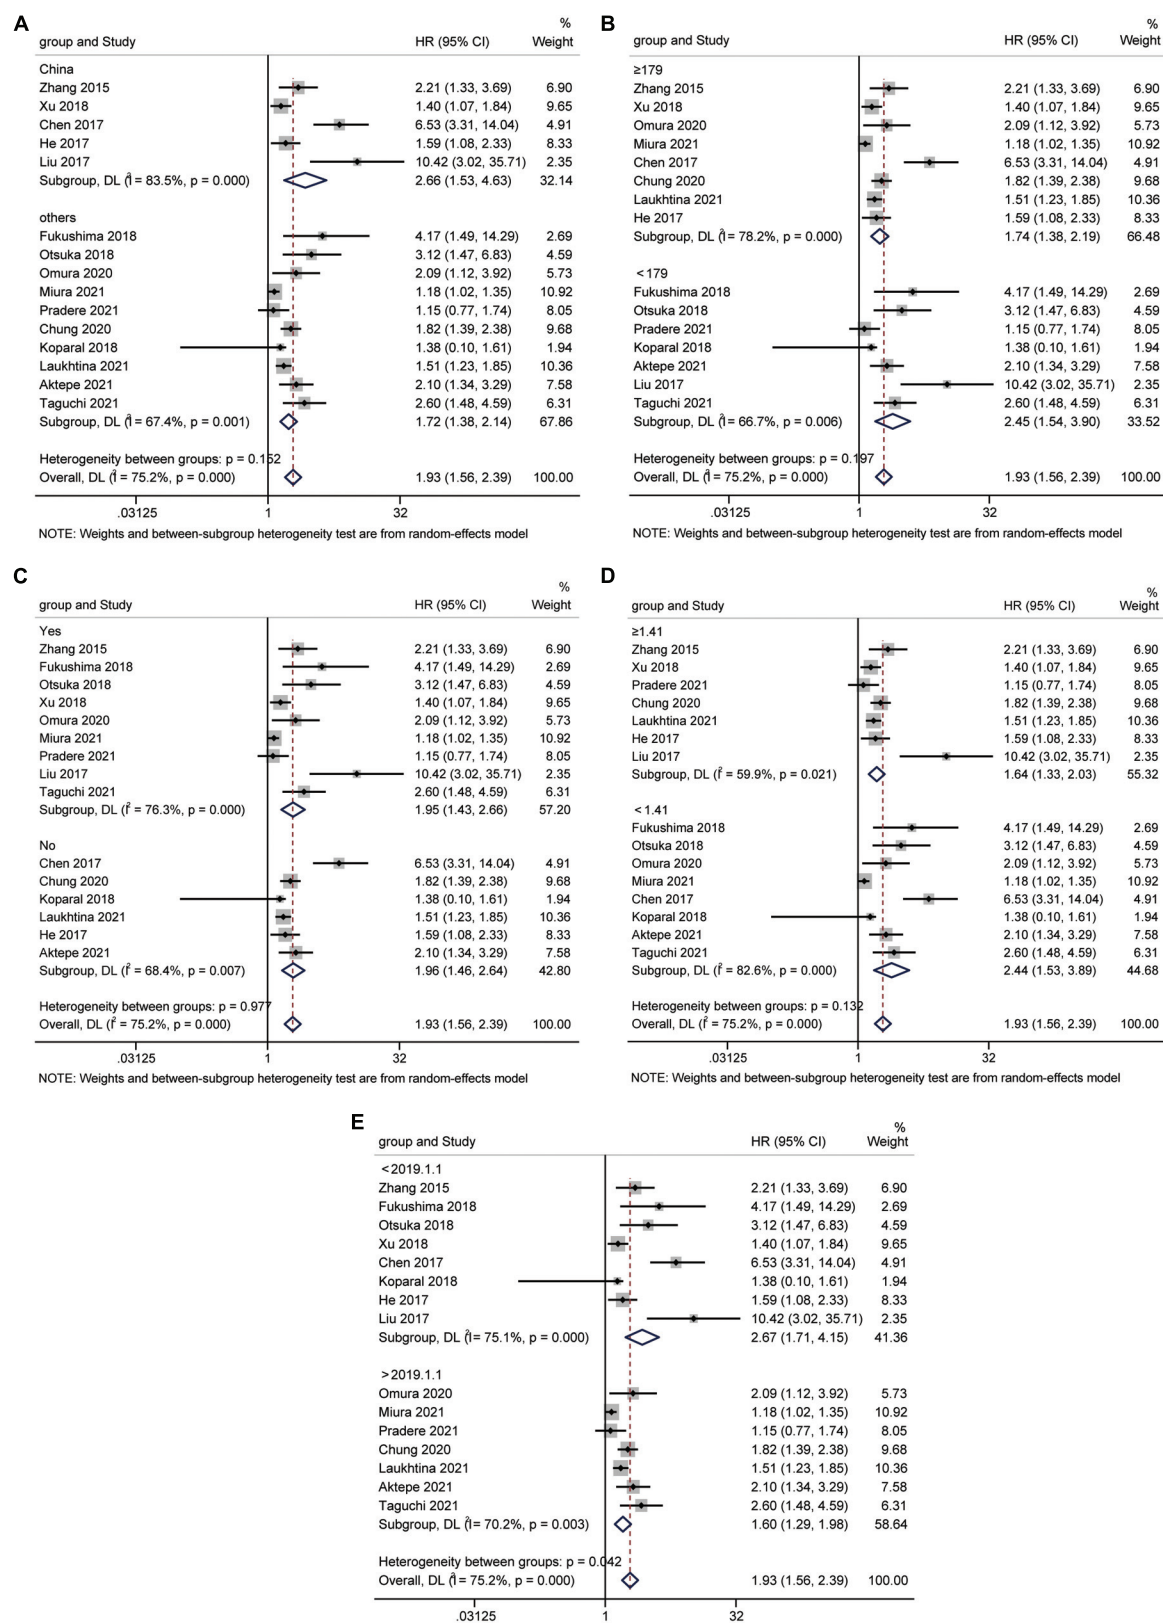 A
%
group and Study HR (95% CI) Weight
China
Zhang 2015 2.21 (1.33, 3.69) 6.90
Xu 2018 1.40 (1.07, 1.84) 9.65
Chen 2017 6.53 (3.31, 14.04) 4.91
He 2017 1.59 (1.08, 2.33) 8.33
Liu 2017 10.42 (3.02, 35.71) 2.35
Subgroup, DL (I² = 83.5%, p = 0.000) 2.66 (1.53, 4.63) 32.14
others
Fukushima 2018 4.17 (1.49, 14.29) 2.69
Otsuka 2018 3.12 (1.47, 6.83) 4.59
Omura 2020 2.09 (1.12, 3.92) 5.73
Miura 2021 1.18 (1.02, 1.35) 10.92
Pradere 2021 1.15 (0.77, 1.74) 8.05
Chung 2020 1.82 (1.39, 2.38) 9.68
Koparal 2018 1.38 (0.10, 1.61) 1.94
Laukhtina 2021 1.51 (1.23, 1.85) 10.36
Aktepe 2021 2.10 (1.34, 3.29) 7.58
Taguchi 2021 2.60 (1.48, 4.59) 6.31
Subgroup, DL (I² = 67.4%, p = 0.001) 1.72 (1.38, 2.14) 67.86
Heterogeneity between groups: p = 0.152
Overall, DL (I² = 75.2%, p = 0.000) 1.93 (1.56, 2.39) 100.00
.03125 1 32
NOTE: Weights and between-subgroup heterogeneity test are from random-effects model
B
%
group and Study HR (95% CI) Weight
≥179
Zhang 2015 2.21 (1.33, 3.69) 6.90
Xu 2018 1.40 (1.07, 1.84) 9.65
Omura 2020 2.09 (1.12, 3.92) 5.73
Miura 2021 1.18 (1.02, 1.35) 10.92
Chen 2017 6.53 (3.31, 14.04) 4.91
Chung 2020 1.82 (1.39, 2.38) 9.68
Laukhtina 2021 1.51 (1.23, 1.85) 10.36
He 2017 1.59 (1.08, 2.33) 8.33
Subgroup, DL (I² = 78.2%, p = 0.000) 1.74 (1.38, 2.19) 66.48
<179
Fukushima 2018 4.17 (1.49, 14.29) 2.69
Otsuka 2018 3.12 (1.47, 6.83) 4.59
Pradere 2021 1.15 (0.77, 1.74) 8.05
Koparal 2018 1.38 (0.10, 1.61) 1.94
Aktepe 2021 2.10 (1.34, 3.29) 7.58
Liu 2017 10.42 (3.02, 35.71) 2.35
Taguchi 2021 2.60 (1.48, 4.59) 6.31
Subgroup, DL (I² = 66.7%, p = 0.006) 2.45 (1.54, 3.90) 33.52
Heterogeneity between groups: p = 0.197
Overall, DL (I² = 75.2%, p = 0.000) 1.93 (1.56, 2.39) 100.00
.03125 1 32
NOTE: Weights and between-subgroup heterogeneity test are from random-effects model
C
%
group and Study HR (95% CI) Weight
Yes
Zhang 2015 2.21 (1.33, 3.69) 6.90
Fukushima 2018 4.17 (1.49, 14.29) 2.69
Otsuka 2018 3.12 (1.47, 6.83) 4.59
Xu 2018 1.40 (1.07, 1.84) 9.65
Omura 2020 2.09 (1.12, 3.92) 5.73
Miura 2021 1.18 (1.02, 1.35) 10.92
Pradere 2021 1.15 (0.77, 1.74) 8.05
Liu 2017 10.42 (3.02, 35.71) 2.35
Taguchi 2021 2.60 (1.48, 4.59) 6.31
Subgroup, DL (I² = 76.3%, p = 0.000) 1.95 (1.43, 2.66) 57.20
No
Chen 2017 6.53 (3.31, 14.04) 4.91
Chung 2020 1.82 (1.39, 2.38) 9.68
Koparal 2018 1.38 (0.10, 1.61) 1.94
Laukhtina 2021 1.51 (1.23, 1.85) 10.36
He 2017 1.59 (1.08, 2.33) 8.33
Aktepe 2021 2.10 (1.34, 3.29) 7.58
Subgroup, DL (I² = 68.4%, p = 0.007) 1.96 (1.46, 2.64) 42.80
Heterogeneity between groups: p = 0.977
Overall, DL (I² = 75.2%, p = 0.000) 1.93 (1.56, 2.39) 100.00
.03125 1 32
NOTE: Weights and between-subgroup heterogeneity test are from random-effects model
D
%
group and Study HR (95% CI) Weight
≥1.41
Zhang 2015 2.21 (1.33, 3.69) 6.90
Xu 2018 1.40 (1.07, 1.84) 9.65
Pradere 2021 1.15 (0.77, 1.74) 8.05
Chung 2020 1.82 (1.39, 2.38) 9.68
Laukhtina 2021 1.51 (1.23, 1.85) 10.36
He 2017 1.59 (1.08, 2.33) 8.33
Liu 2017 10.42 (3.02, 35.71) 2.35
Subgroup, DL (I² = 59.9%, p = 0.021) 1.64 (1.33, 2.03) 55.32
<1.41
Fukushima 2018 4.17 (1.49, 14.29) 2.69
Otsuka 2018 3.12 (1.47, 6.83) 4.59
Omura 2020 2.09 (1.12, 3.92) 5.73
Miura 2021 1.18 (1.02, 1.35) 10.92
Chen 2017 6.53 (3.31, 14.04) 4.91
Koparal 2018 1.38 (0.10, 1.61) 1.94
Aktepe 2021 2.10 (1.34, 3.29) 7.58
Taguchi 2021 2.60 (1.48, 4.59) 6.31
Subgroup, DL (I² = 82.6%, p = 0.000) 2.44 (1.53, 3.89) 44.68
Heterogeneity between groups: p = 0.132
Overall, DL (I² = 75.2%, p = 0.000) 1.93 (1.56, 2.39) 100.00
.03125 1 32
NOTE: Weights and between-subgroup heterogeneity test are from random-effects model
E
%
group and Study HR (95% CI) Weight
<2019.1.1
Zhang 2015 2.21 (1.33, 3.69) 6.90
Fukushima 2018 4.17 (1.49, 14.29) 2.69
Otsuka 2018 3.12 (1.47, 6.83) 4.59
Xu 2018 1.40 (1.07, 1.84) 9.65
Chen 2017 6.53 (3.31, 14.04) 4.91
Koparal 2018 1.38 (0.10, 1.61) 1.94
He 2017 1.59 (1.08, 2.33) 8.33
Liu 2017 10.42 (3.02, 35.71) 2.35
Subgroup, DL (I² = 75.1%, p = 0.000) 2.67 (1.71, 4.15) 41.36
>2019.1.1
Omura 2020 2.09 (1.12, 3.92) 5.73
Miura 2021 1.18 (1.02, 1.35) 10.92
Pradere 2021 1.15 (0.77, 1.74) 8.05
Chung 2020 1.82 (1.39, 2.38) 9.68
Laukhtina 2021 1.51 (1.23, 1.85) 10.36
Aktepe 2021 2.10 (1.34, 3.29) 7.58
Taguchi 2021 2.60 (1.48, 4.59) 6.31
Subgroup, DL (I² = 70.2%, p = 0.003) 1.60 (1.29, 1.98) 58.64
Heterogeneity between groups: p = 0.042
Overall, DL (I² = 75.2%, p = 0.000) 1.93 (1.56, 2.39) 100.00
.03125 1 32